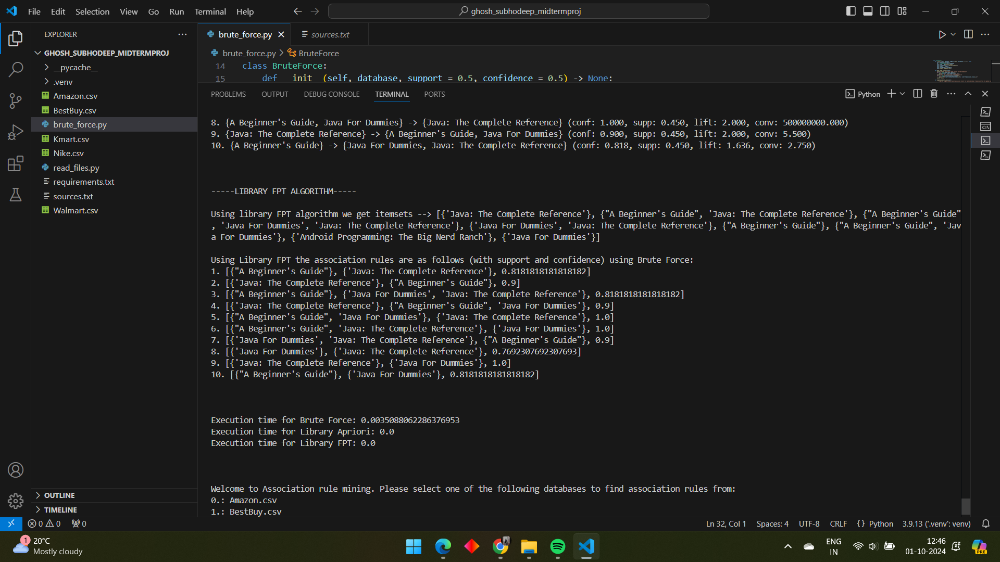 File Edit Selection View Go Run Terminal Help
ghosh_subhodeep_midtermproj
EXPLORER
GHOSH_SUBHODEEP_MIDTERMPROJ
__pycache__
.venv
Amazon.csv
BestBuy.csv
brute_force.py
Kmart.csv
Nike.csv
read_files.py
requirements.txt
sources.txt
Walmart.csv
OUTLINE
TIMELINE
brute_force.py
sources.txt
brute_force.py > BruteForce
14 class BruteForce:
15 def __init__(self, database, support = 0.5, confidence = 0.5) -> None:
PROBLEMS OUTPUT DEBUG CONSOLE TERMINAL PORTS
Python
8. {A Beginner's Guide, Java For Dummies} -> {Java: The Complete Reference} (conf: 1.000, supp: 0.450, lift: 2.000, conv: 500000000.000)
9. {Java: The Complete Reference} -> {A Beginner's Guide, Java For Dummies} (conf: 0.900, supp: 0.450, lift: 2.000, conv: 5.500)
10. {A Beginner's Guide} -> {Java For Dummies, Java: The Complete Reference} (conf: 0.818, supp: 0.450, lift: 1.636, conv: 2.750)
-----LIBRARY FPT ALGORITHM-----
Using library FPT algorithm we get itemsets --> [{'Java: The Complete Reference'}, {"A Beginner's Guide", 'Java: The Complete Reference'}, {"A Beginner's Guide"
, 'Java For Dummies', 'Java: The Complete Reference'}, {'Java For Dummies', 'Java: The Complete Reference'}, {"A Beginner's Guide"}, {"A Beginner's Guide", 'Jav
a For Dummies'}, {'Android Programming: The Big Nerd Ranch'}, {'Java For Dummies'}]
Using Library FPT the association rules are as follows (with support and confidence) using Brute Force:
1. [{"A Beginner's Guide"}, {'Java: The Complete Reference'}, 0.8181818181818182]
2. [{'Java: The Complete Reference'}, {"A Beginner's Guide"}, 0.9]
3. [{"A Beginner's Guide"}, {'Java For Dummies', 'Java: The Complete Reference'}, 0.8181818181818182]
4. [{'Java: The Complete Reference'}, {"A Beginner's Guide", 'Java For Dummies'}, 0.9]
5. [{"A Beginner's Guide", 'Java For Dummies'}, {'Java: The Complete Reference'}, 1.0]
6. [{"A Beginner's Guide", 'Java: The Complete Reference'}, {'Java For Dummies'}, 1.0]
7. [{'Java For Dummies', 'Java: The Complete Reference'}, {"A Beginner's Guide"}, 0.9]
8. [{'Java For Dummies'}, {'Java: The Complete Reference'}, 0.7692307692307693]
9. [{'Java: The Complete Reference'}, {'Java For Dummies'}, 1.0]
10. [{"A Beginner's Guide"}, {'Java For Dummies'}, 0.8181818181818182]
Execution time for Brute Force: 0.0035088062286376953
Execution time for Library Apriori: 0.0
Execution time for Library FPT: 0.0
Welcome to Association rule mining. Please select one of the following databases to find association rules from:
0.: Amazon.csv
1.: BestBuy.csv
0 0 0
Ln 32, Col 1 Spaces: 4 UTF-8 CRLF {} Python 3.9.13 ('.venv': venv)
1
20°C
Mostly cloudy
ENG
IN
12:46
01-10-2024
PRE